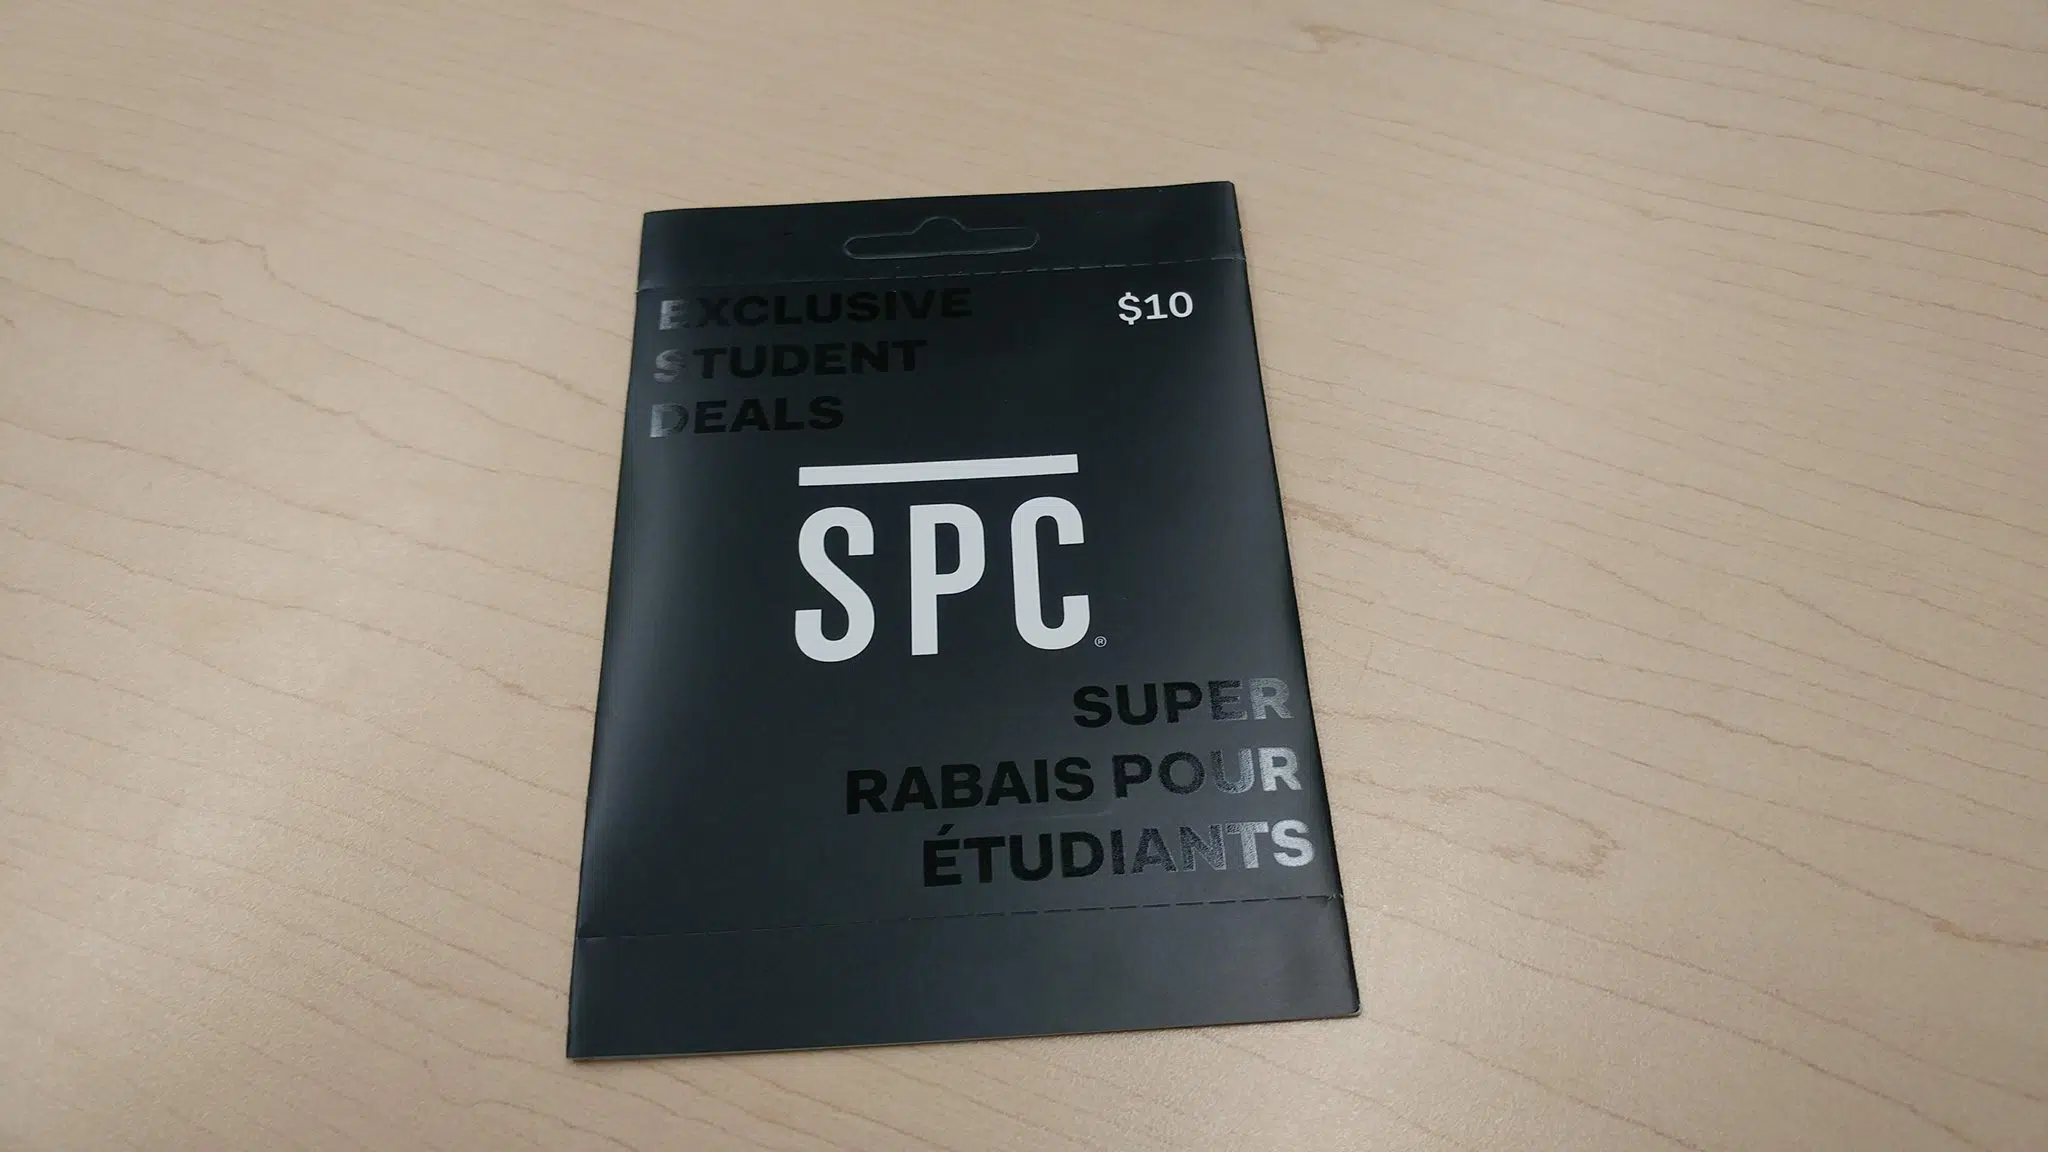 EXCLUSIVE
STUDENT
DEALS
$10
SPC®
SUPER
RABAIS POUR
ÉTUDIANTS